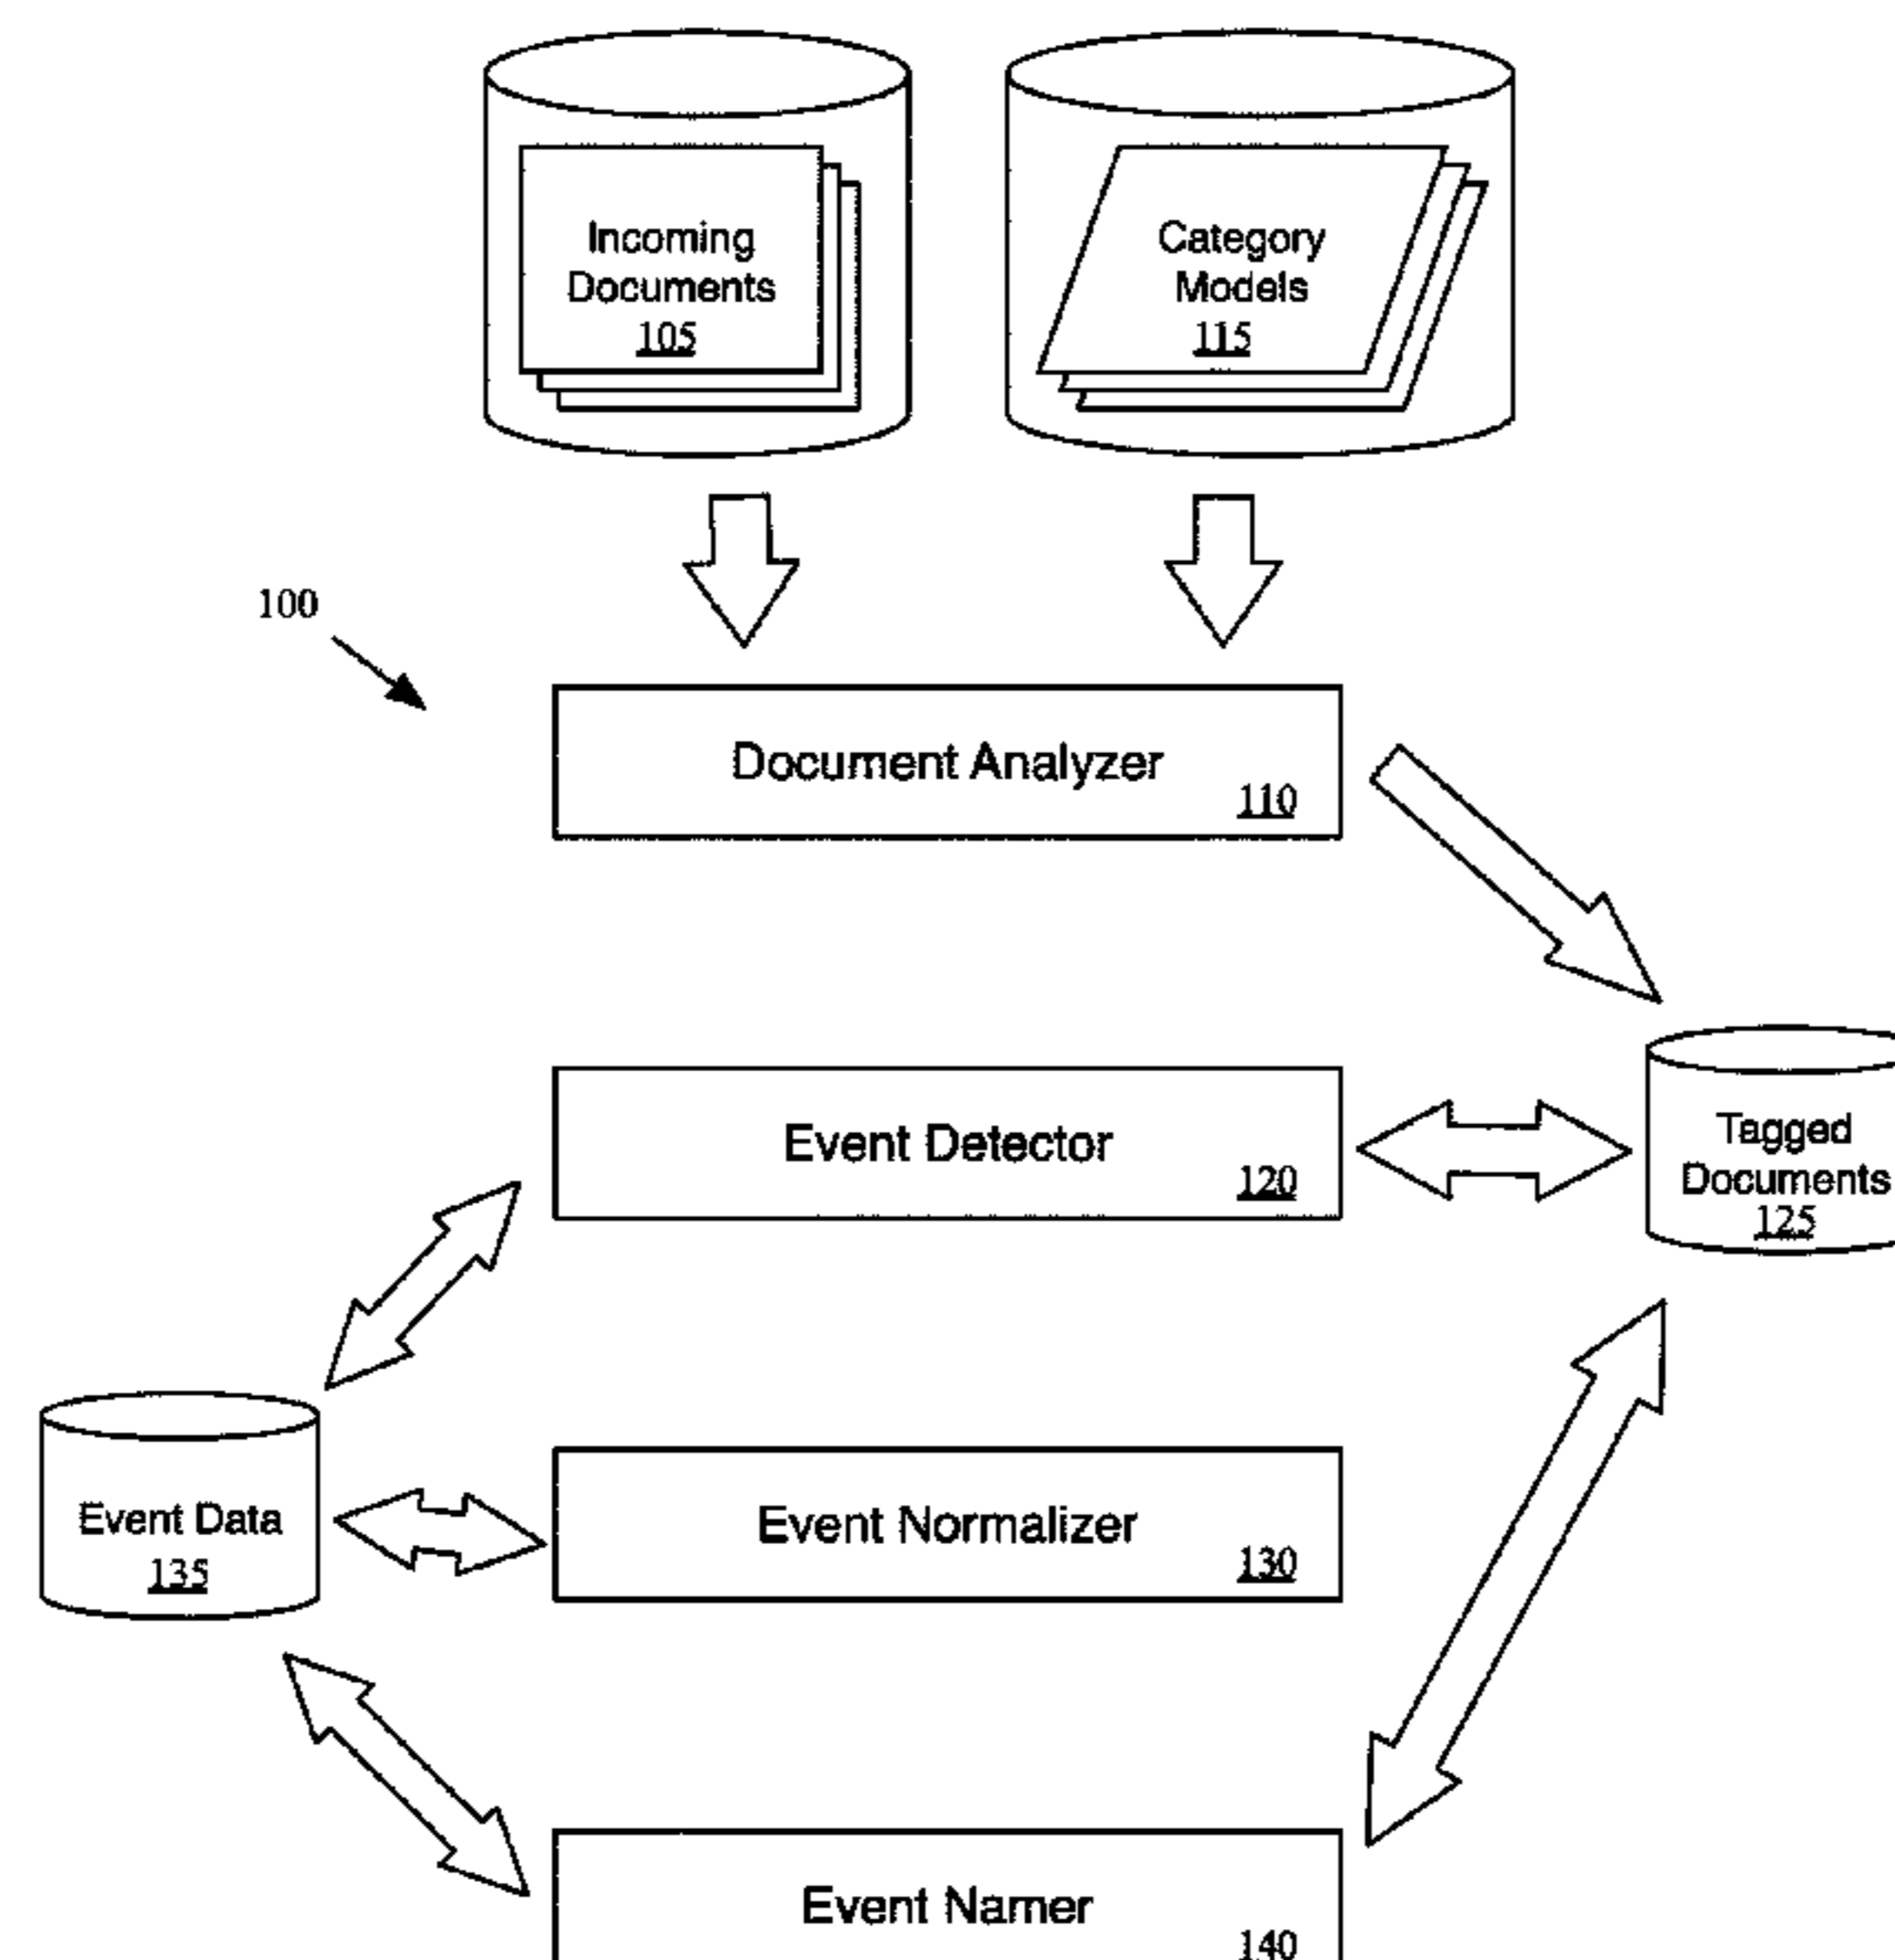 Incoming
Documents
105
Category
Models
115
100
Document Analyzer
110
Event Detector
120
Tagged
Documents
125
Event Data
135
Event Normalizer
130
Event Namer
140